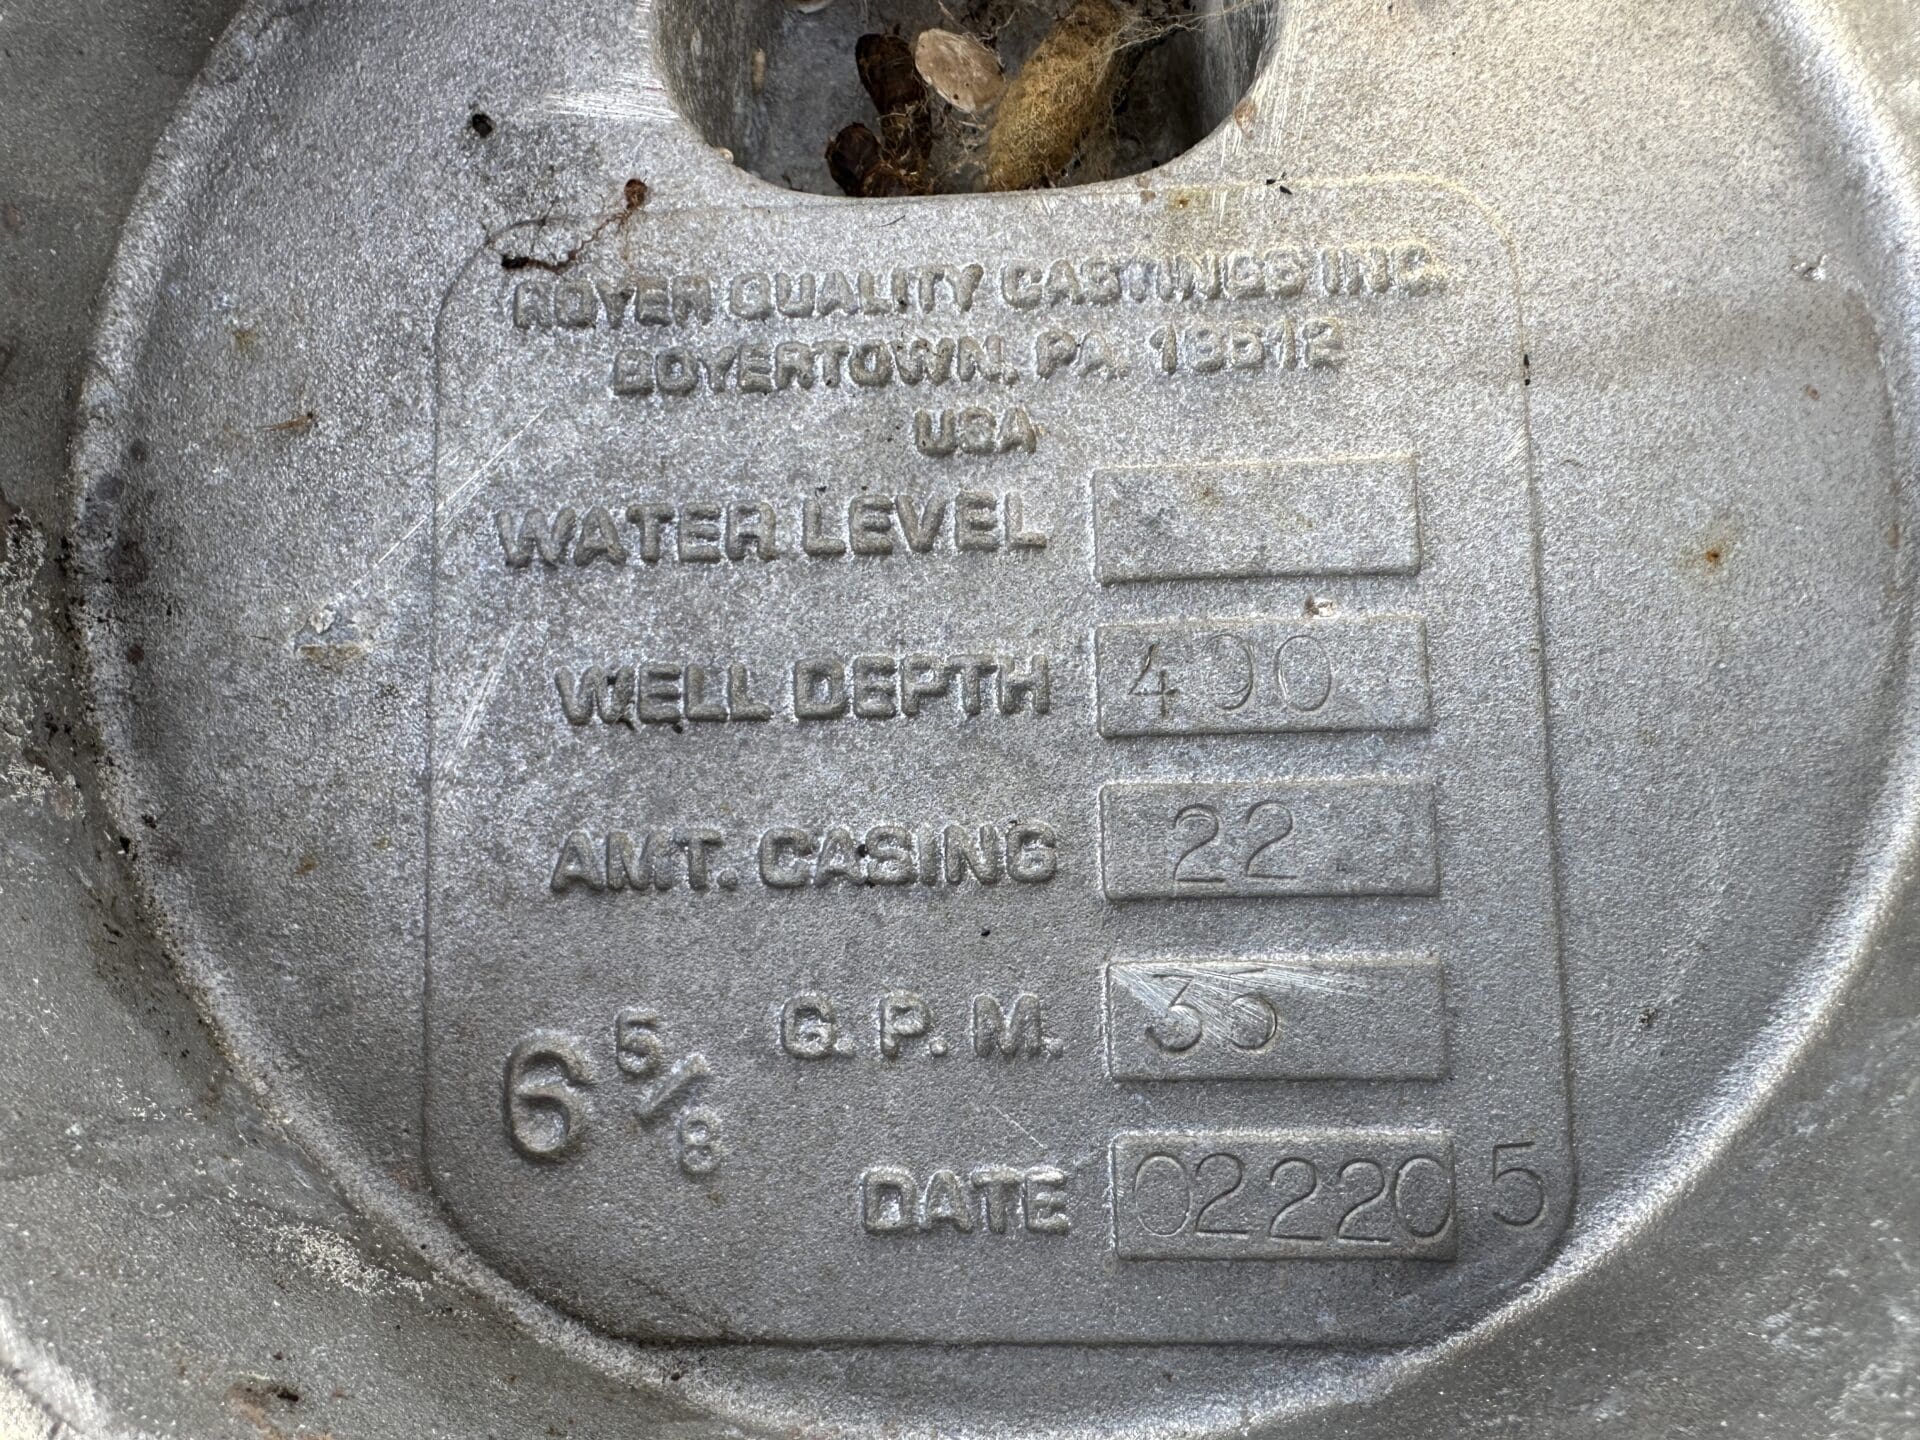 ROYER QUALITY CASTINGS INC.
BOYERTOWN, PA. 19512
USA
WATER LEVEL
WELL DEPTH 490
AMT. CASING 22
6 5/8 G. P. M. 35
DATE 022205